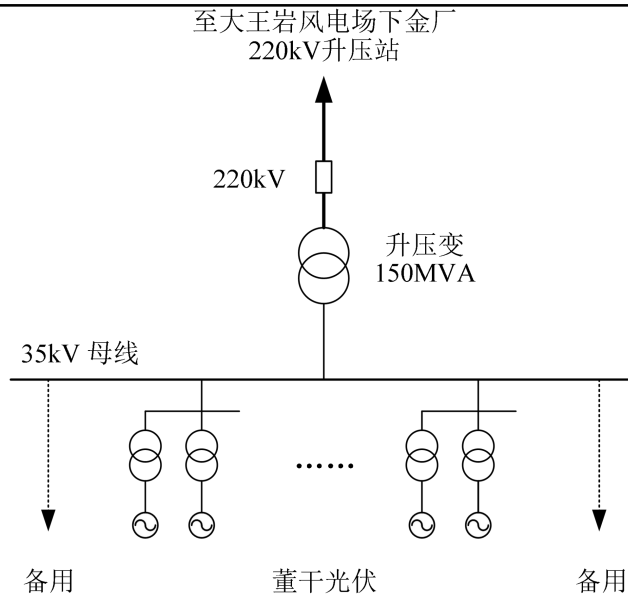 至大王岩风电场下金厂
220kV升压站
220kV
升压变
150MVA
35kV 母线
······
备用
董干光伏
备用